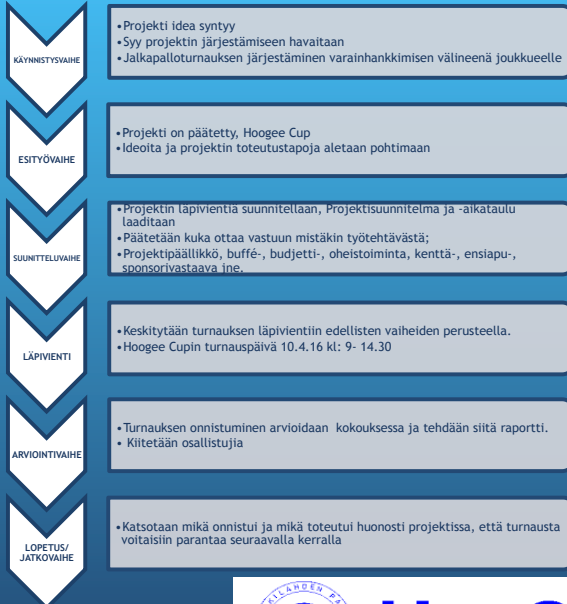 KÄYNNISTYSVAIHE
•Projekti idea syntyy
•Syy projektin järjestämiseen havaitaan
•Jalkapalloturnauksen järjestäminen varainhankkimisen välineenä joukkueelle
ESITYÖVAIHE
•Projekti on päätetty, Hoogee Cup
•Ideoita ja projektin toteutustapoja aletaan pohtimaan
SUUNITTELUVAIHE
•Projektin läpivientiä suunnitellaan, Projektisuunnitelma ja -aikataulu
laaditaan
•Päätetään kuka ottaa vastuun mistäkin työtehtävästä;
•Projektipäällikkö, buffé-, budjetti-, oheistoiminta, kenttä-, ensiapu-,
sponsorivastaava jne.
LÄPIVIENTI
•Keskitytään turnauksen läpivientiin edellisten vaiheiden perusteella.
•Hoogee Cupin turnauspäivä 10.4.16 kl: 9- 14.30
ARVIOINTIVAIHE
•Turnauksen onnistuminen arvioidaan kokouksessa ja tehdään siitä raportti.
• Kiitetään osallistujia
LOPETUS/
JATKOVAIHE
•Katsotaan mikä onnistui ja mikä toteutui huonosti projektissa, että turnausta
voitaisiin parantaa seuraavalla kerralla